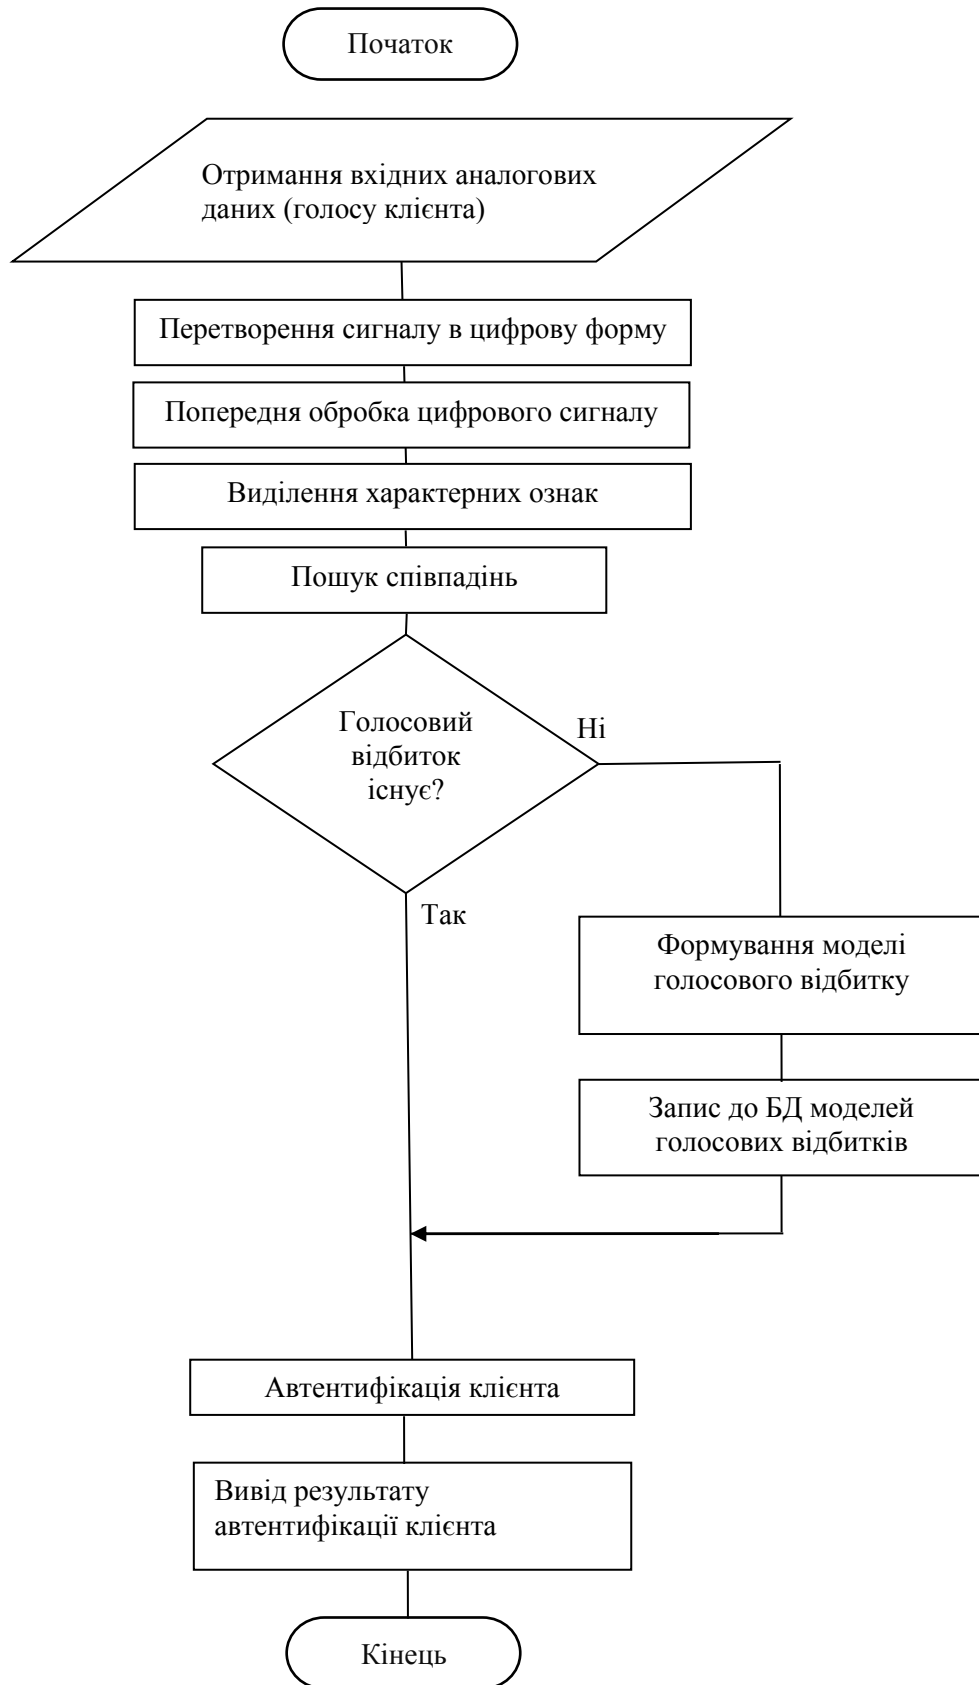 Початок
Отримання вхідних аналогових
даних (голосу клієнта)
Перетворення сигналу в цифрову форму
Попередня обробка цифрового сигналу
Виділення характерних ознак
Пошук співпадінь
Голосовий
відбиток
існує?
Ні
Так
Формування моделі
голосового відбитку
Запис до БД моделей
голосових відбитків
Автентифікація клієнта
Вивід результату
автентифікації клієнта
Кінець